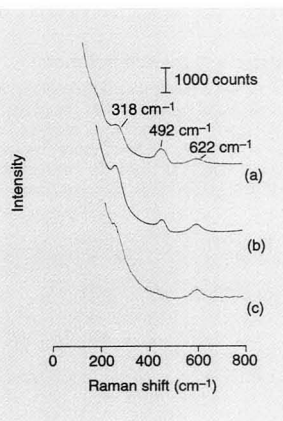 1000 counts
318 cm⁻¹
492 cm⁻¹
622 cm⁻¹
(a)
Intensity
(b)
(c)
0 200 400 600 800
Raman shift (cm⁻¹)